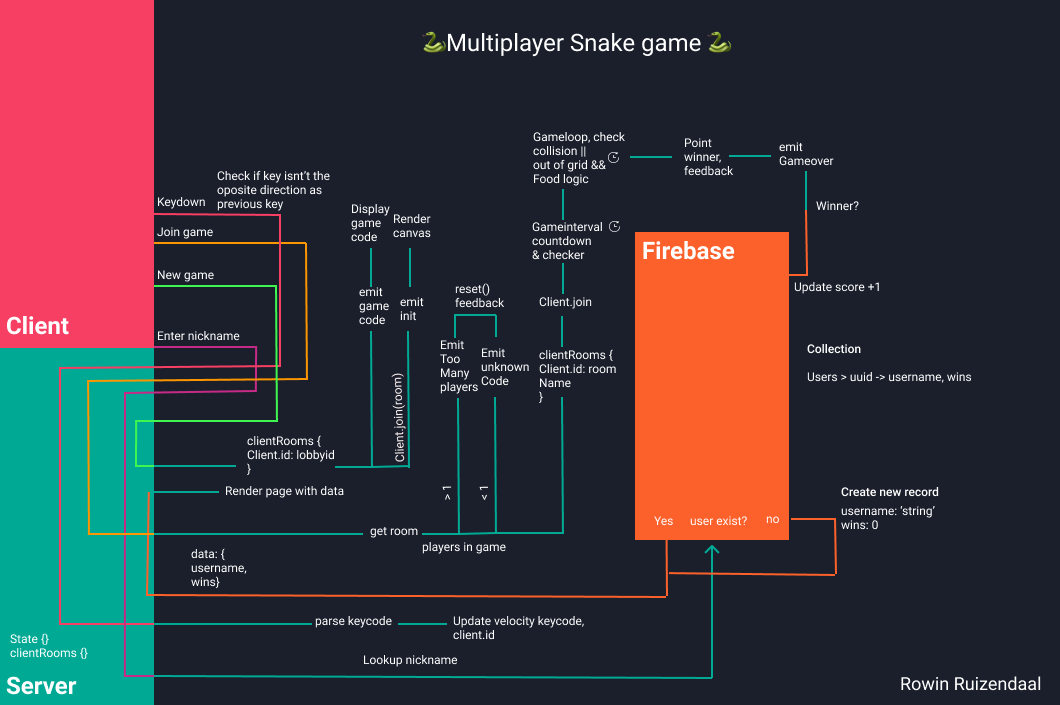 🐍Multiplayer Snake game 🐍
Gameloop, check
collision ||
out of grid &&
Food logic
Point
winner,
feedback
emit
Gameover
Check if key isn't the
oposite direction as
previous key
Keydown
Join game
New game
Enter nickname
Client
Display
game
code
Render
canvas
emit
game
code
emit
init
Client.join(room)
reset()
feedback
Emit
Too
Many
players
Emit
unknown
Code
> 1
< 1
Gameinterval
countdown
& checker
Client.join
clientRooms {
Client.id: room
Name
}
Winner?
Firebase
Update score +1
Collection
Users > uuid -> username, wins
clientRooms {
Client.id: lobbyid
}
Render page with data
get room
players in game
Yes
user exist?
no
Create new record
username: ‘string’
wins: 0
data: {
username,
wins}
parse keycode
Update velocity keycode,
client.id
Lookup nickname
State {}
clientRooms {}
Server
Rowin Ruizendaal